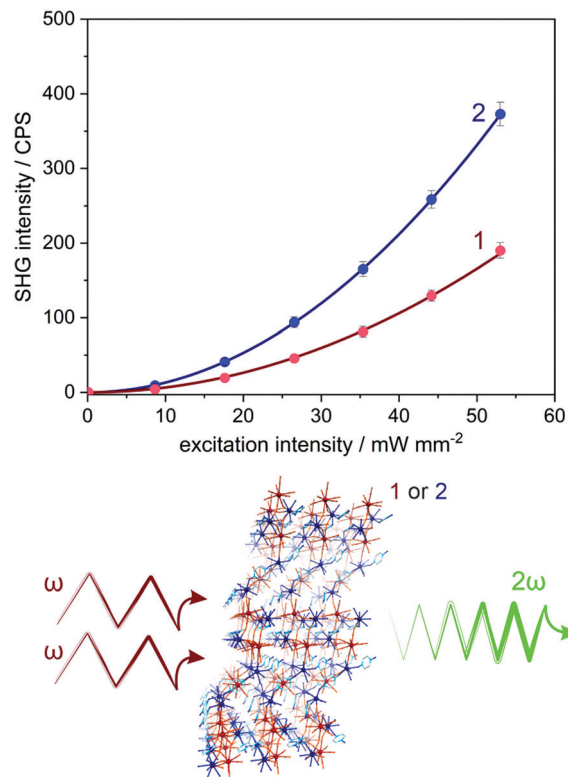 500
400
300
200
100
0
SHG intensity / CPS
2
1
0 10 20 30 40 50 60
excitation intensity / mW mm⁻²
1 or 2
ω
2ω
ω